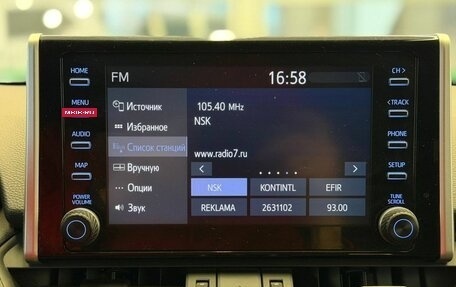 FM
16:58
HOME
MENU
AUDIO
MAP
POWER
VOLUME
Источник
Избранное
Список станций
Вручную
Опции
Звук
105.40 MHz
NSK
www.radio7.ru
<
>
NSK
KONTINTL
EFIR
REKLAMA
2631102
93.00
CH >
< TRACK
PHONE
SETUP
TUNE
SCROLL